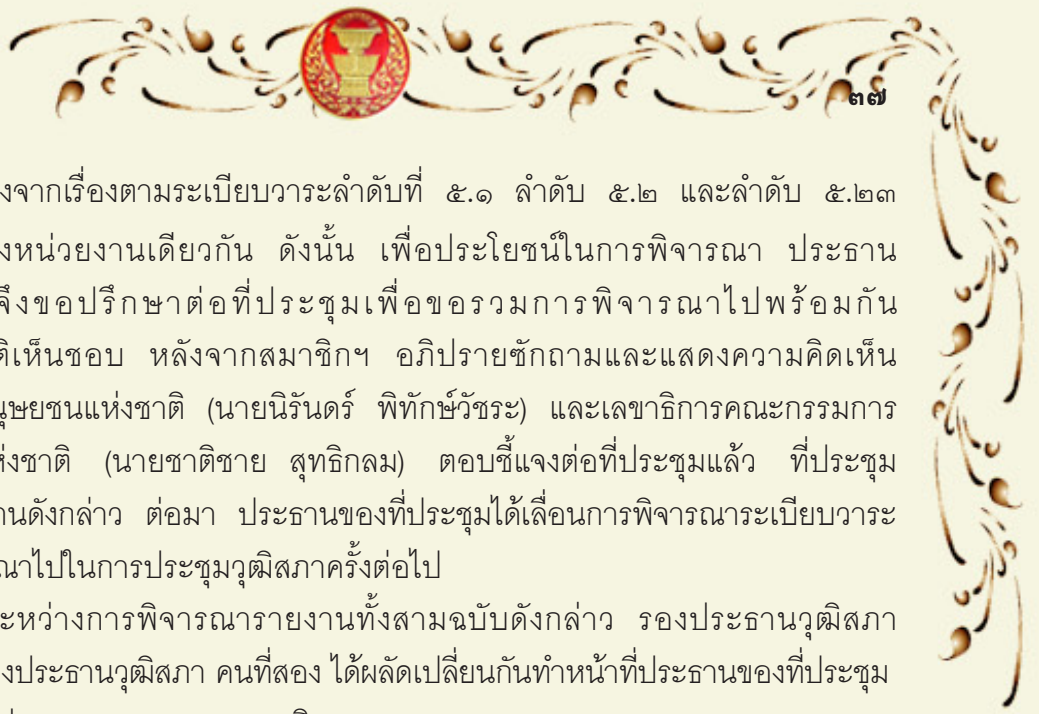 ๓๗
งจากเรื่องตามระเบียบวาระลำดับที่ ๕.๑ ลำดับ ๕.๒ และลำดับ ๕.๒๓
งหน่วยงานเดียวกัน ดังนั้น เพื่อประโยชน์ในการพิจารณา ประธาน
จึงขอปรึกษาต่อที่ประชุมเพื่อขอรวมการพิจารณาไปพร้อมกัน
ติเห็นชอบ หลังจากสมาชิกฯ อภิปรายซักถามและแสดงความคิดเห็น
นุษยชนแห่งชาติ (นายนิรันดร์ พิทักษ์วัชระ) และเลขาธิการคณะกรรมการ
ห่งชาติ (นายชาติชาย สุทธิกลม) ตอบชี้แจงต่อที่ประชุมแล้ว ที่ประชุม
านดังกล่าว ต่อมา ประธานของที่ประชุมได้เลื่อนการพิจารณาระเบียบวาระ
ณาไปในการประชุมวุฒิสภาครั้งต่อไป
ะหว่างการพิจารณารายงานทั้งสามฉบับดังกล่าว รองประธานวุฒิสภา
งประธานวุฒิสภา คนที่สอง ได้ผลัดเปลี่ยนกันทำหน้าที่ประธานของที่ประชุม